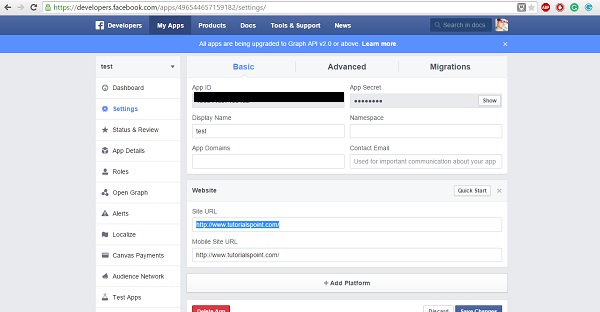 https://developers.facebook.com/apps/496544657159182/settings/
Developers My Apps Products Docs Tools & Support News Search in docs
All apps are being upgraded to Graph API v2.0 or above. Learn more.
test
Dashboard
Settings
Status & Review
App Details
Roles
Open Graph
Alerts
Localize
Canvas Payments
Audience Network
Test Apps
Basic Advanced Migrations
App ID App Secret
Show
Display Name Namespace
test
App Domains Contact Email
Used for important communication about your app
Website Quick Start
Site URL
http://www.tutorialspoint.com/
Mobile Site URL
http://www.tutorialspoint.com/
+ Add Platform
Delete App Discard Save Changes